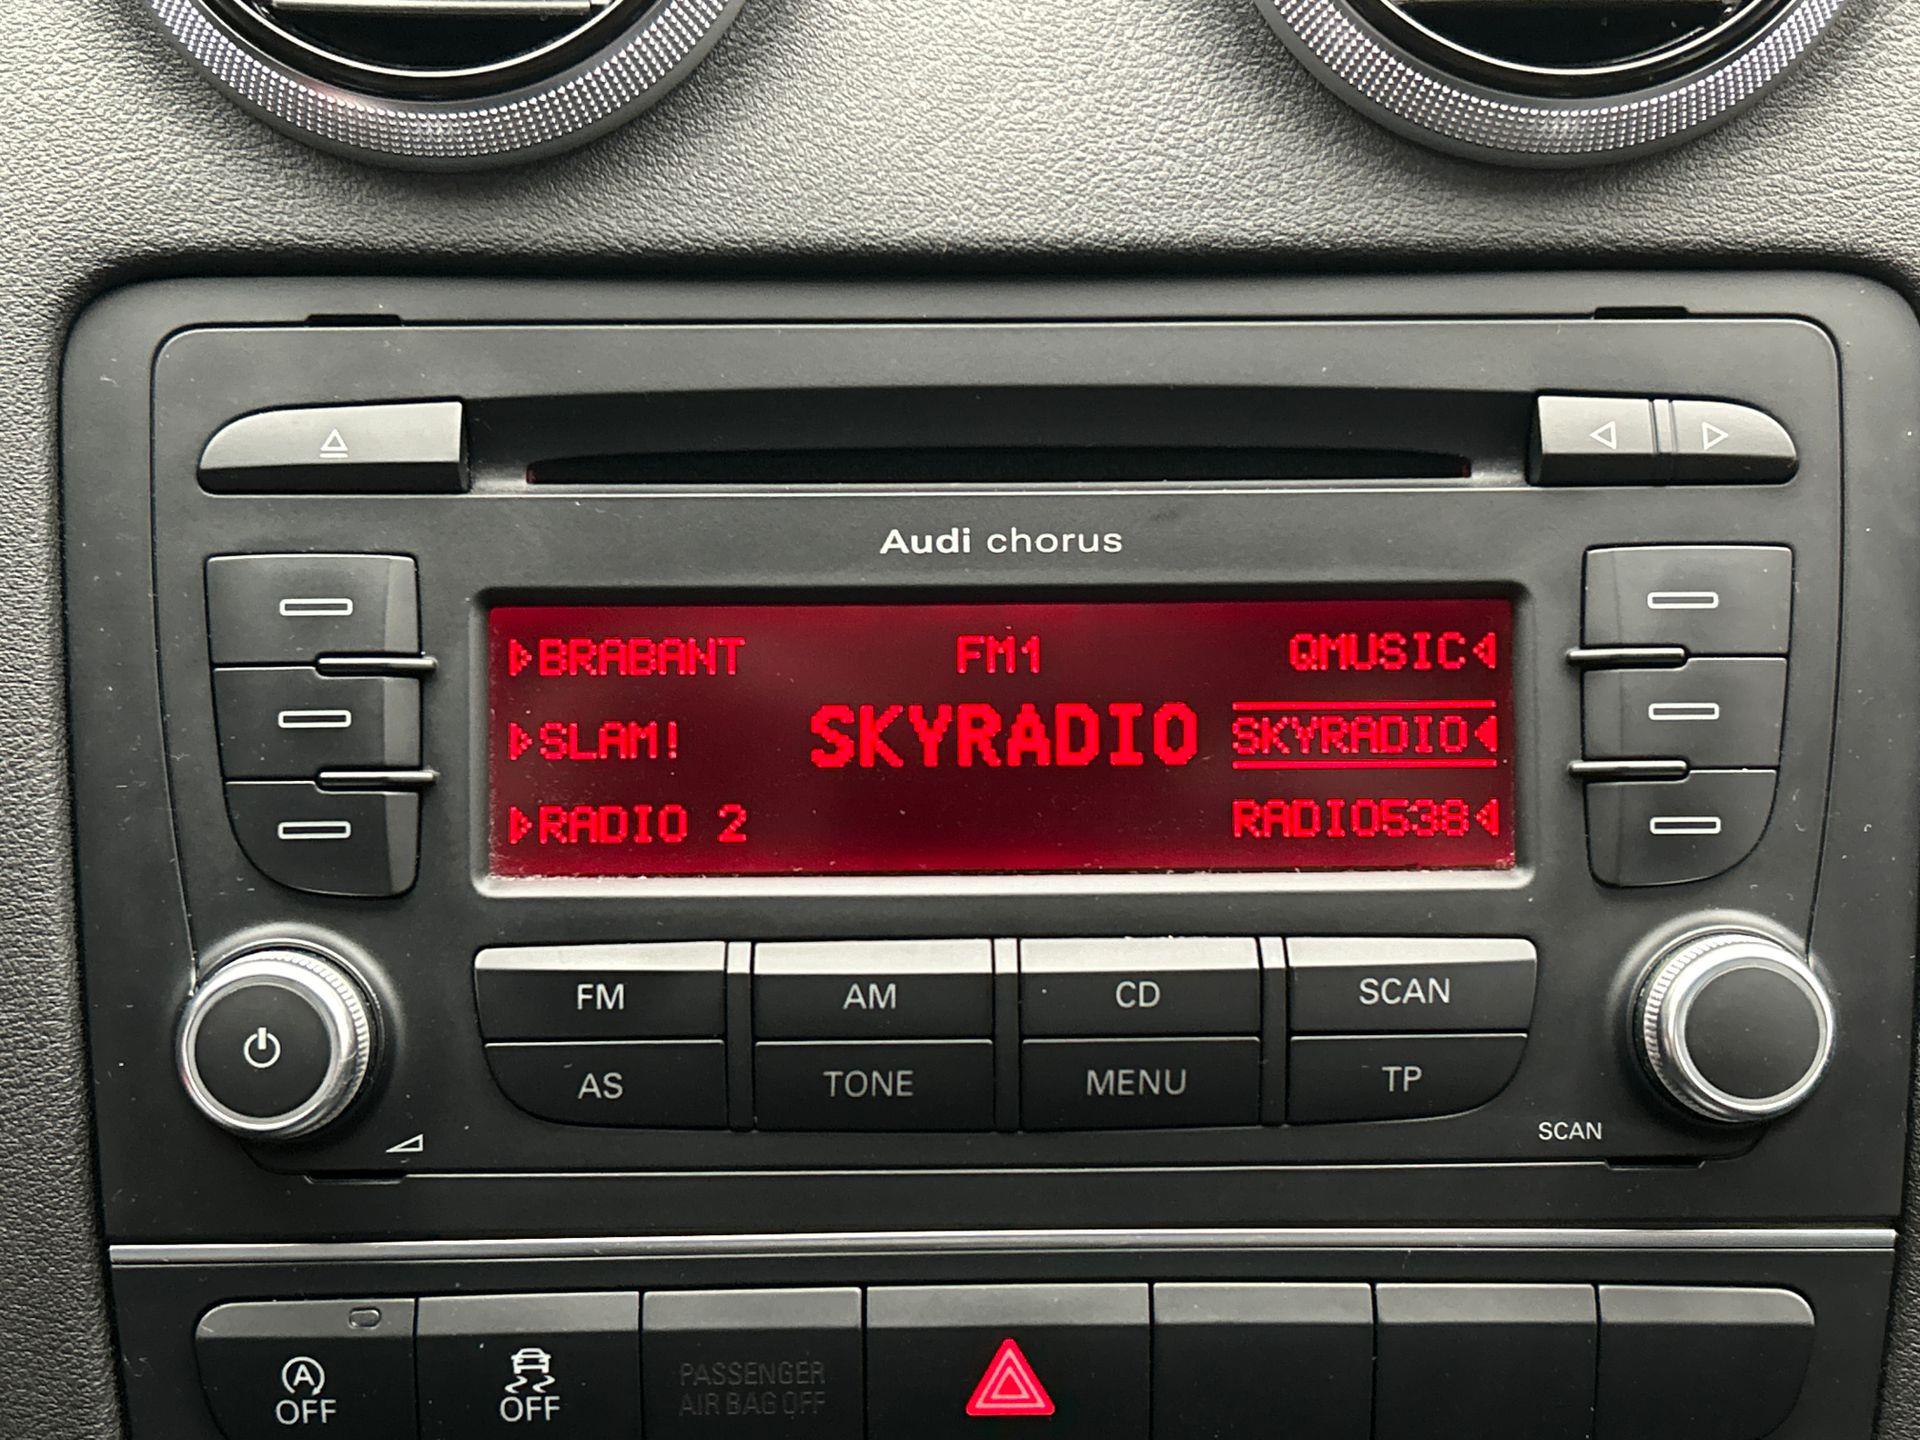 Audi chorus
BRABANT FM1 QMUSIC
SLAM! SKYRADIO SKYRADIO
RADIO 2 RADIO538
FM AM CD SCAN
AS TONE MENU TP
SCAN
A
OFF OFF PASSENGER
AIR BAG OFF